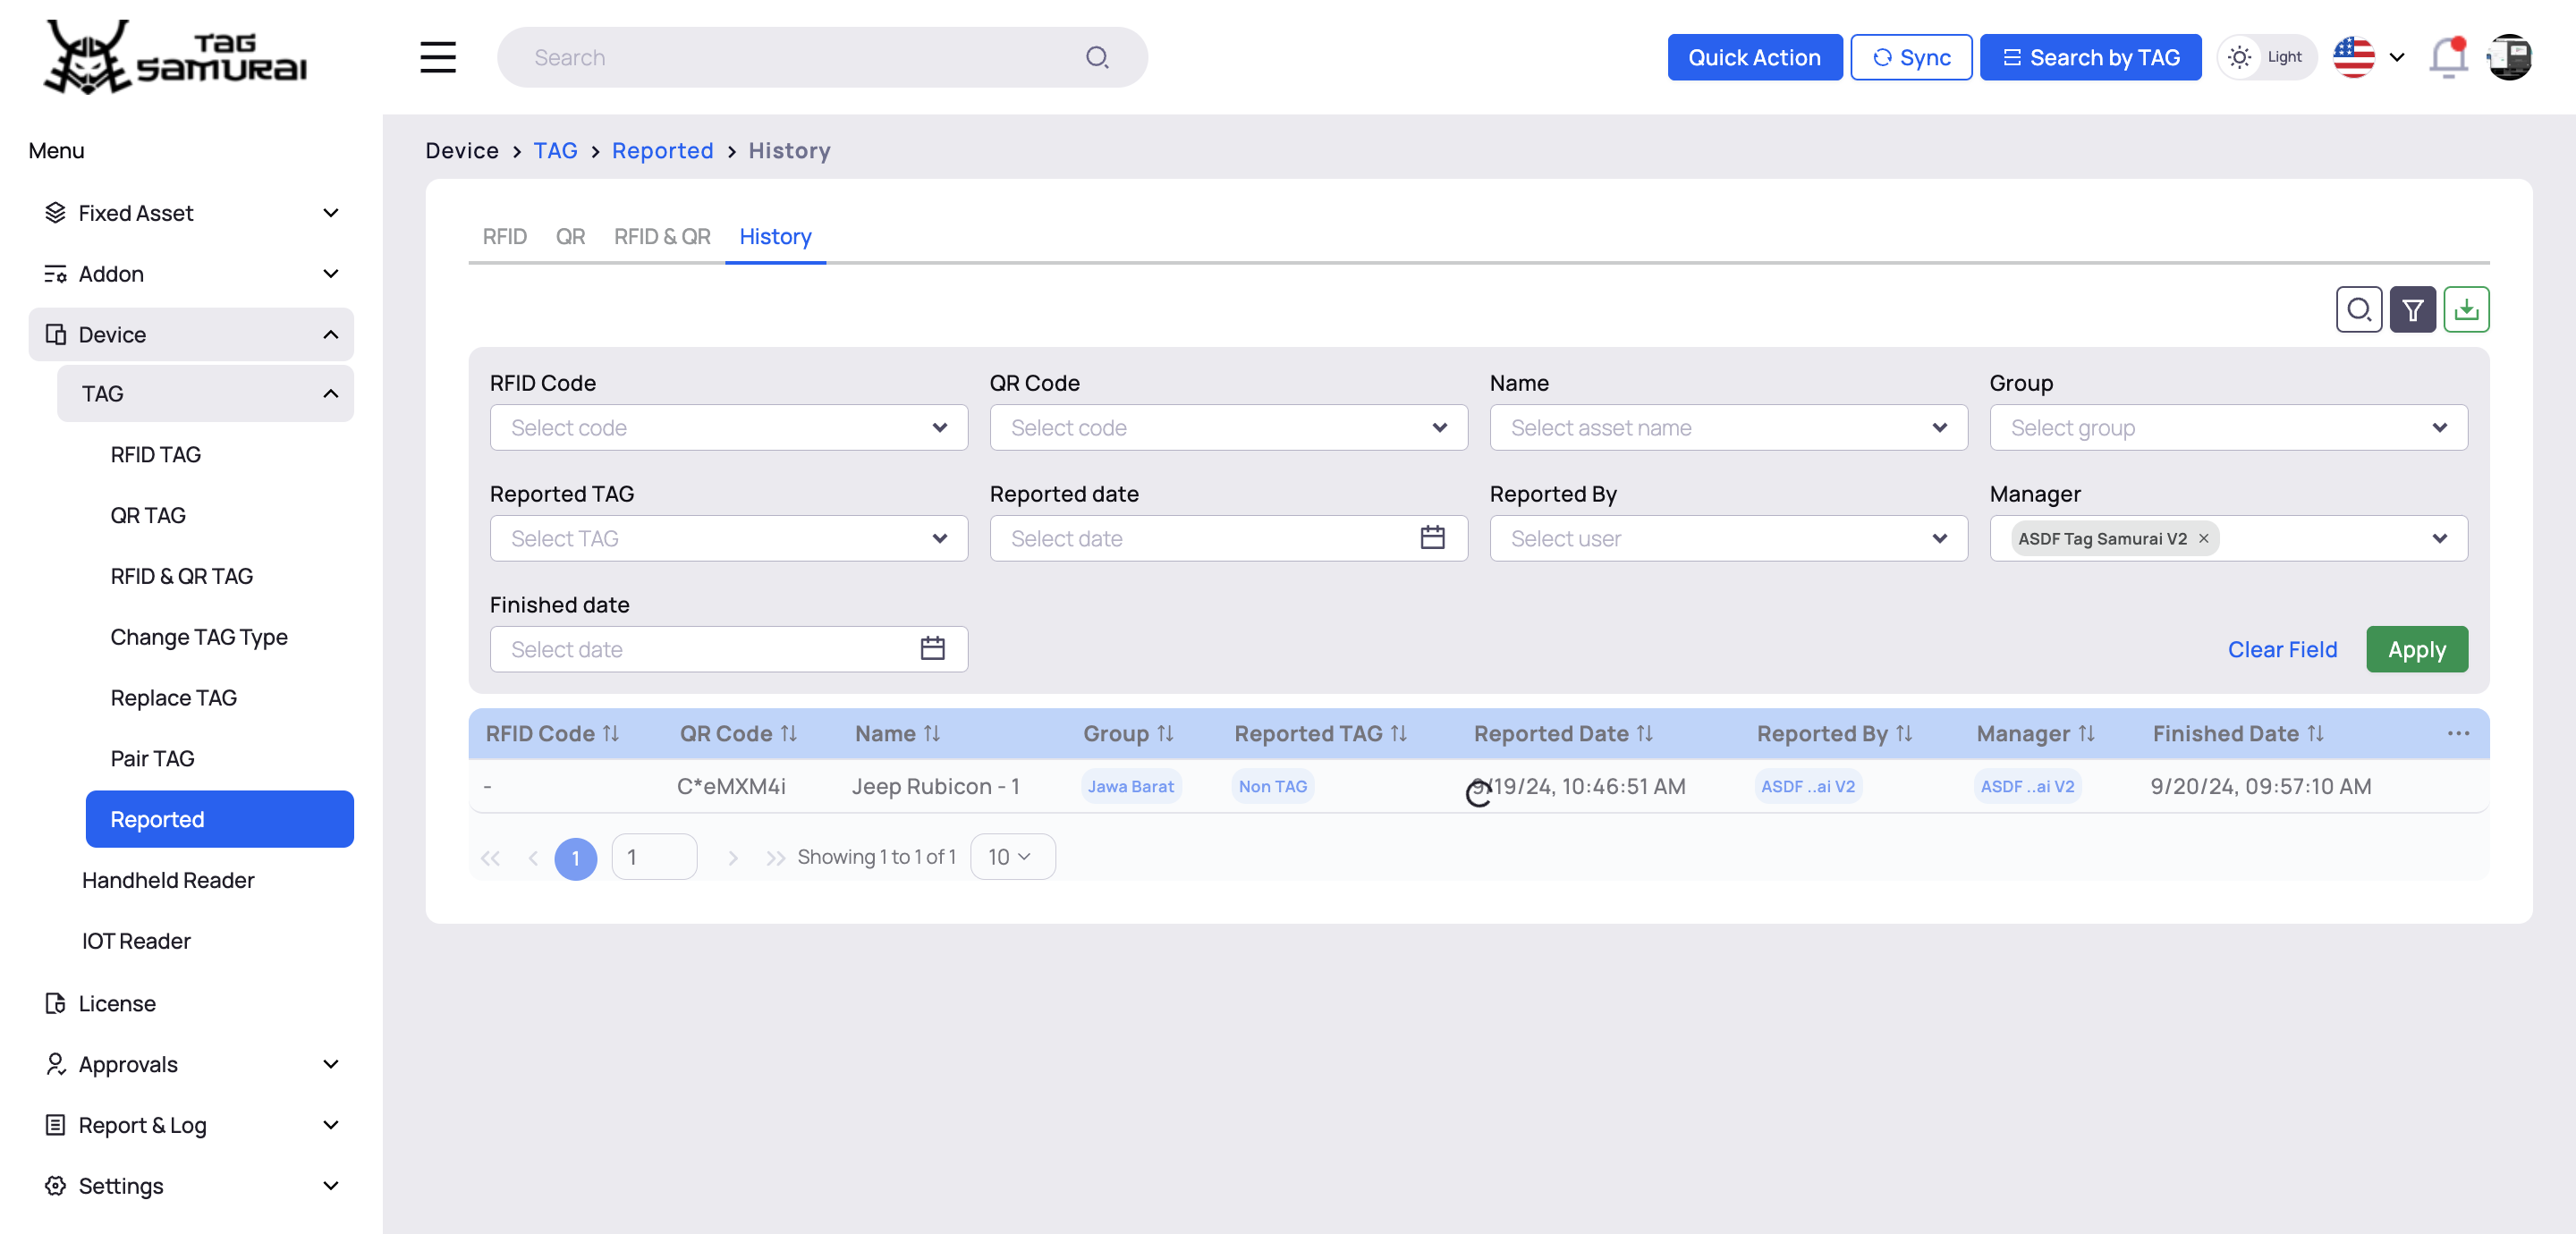 TAG SAMURAI
Search
Quick Action
Sync
Search by TAG
Light
Menu
Fixed Asset
Addon
Device
TAG
RFID TAG
QR TAG
RFID & QR TAG
Change TAG Type
Replace TAG
Pair TAG
Reported
Handheld Reader
IOT Reader
License
Approvals
Report & Log
Settings
Device > TAG > Reported > History
RFID QR RFID & QR History
RFID Code QR Code Name Group
Select code Select code Select asset name Select group
Reported TAG Reported date Reported By Manager
Select TAG Select date Select user ASDF Tag Samurai V2 ×
Finished date
Select date
Clear Field Apply
RFID Code QR Code Name Group Reported TAG Reported Date Reported By Manager Finished Date ...
- C*eMXM4i Jeep Rubicon - 1 Jawa Barat Non TAG 9/19/24, 10:46:51 AM ASDF ..ai V2 ASDF ..ai V2 9/20/24, 09:57:10 AM
1 1 Showing 1 to 1 of 1 10